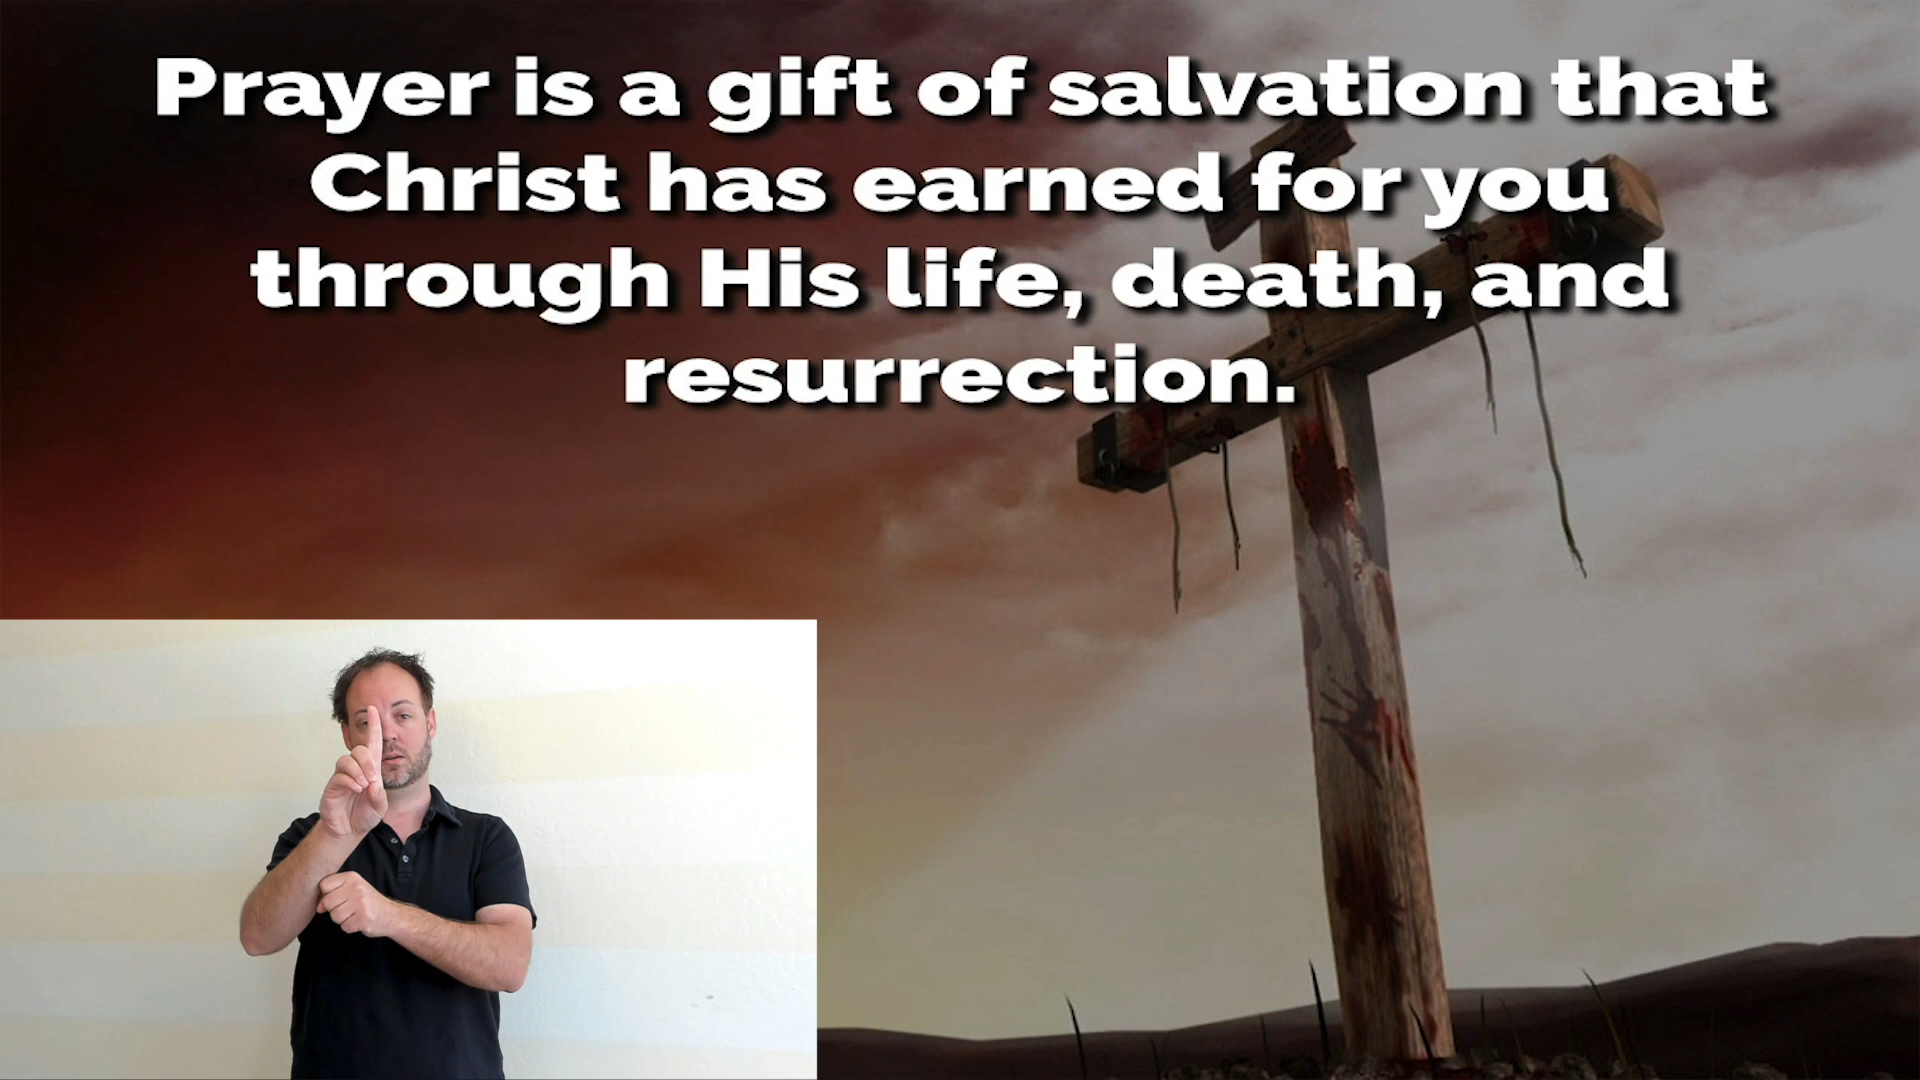 Prayer is a gift of salvation that
Christ has earned for you
through His life, death, and
resurrection.